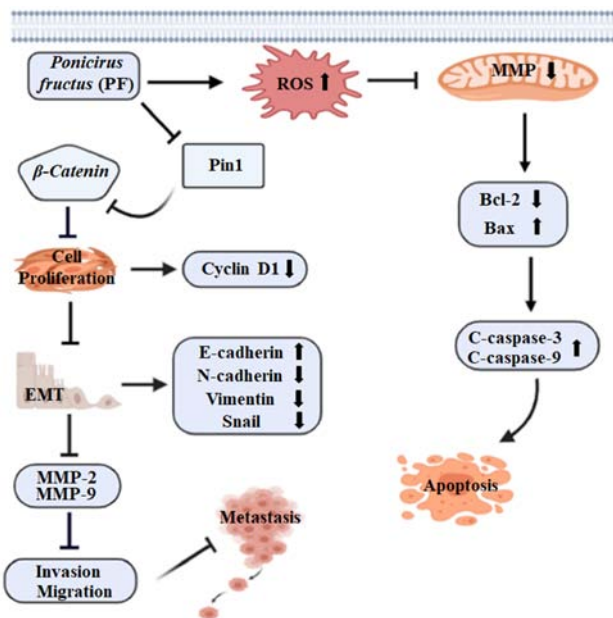 Ponicirus
fructus (PF)
ROS ⬆
MMP ⬇
β-Catenin
Pin1
Bcl-2 ⬇
Bax ⬆
Cell
Proliferation
Cyclin D1 ⬇
C-caspase-3
C-caspase-9 ⬆
EMT
E-cadherin ⬆
N-cadherin ⬇
Vimentin ⬇
Snail ⬇
MMP-2
MMP-9
Metastasis
Apoptosis
Invasion
Migration